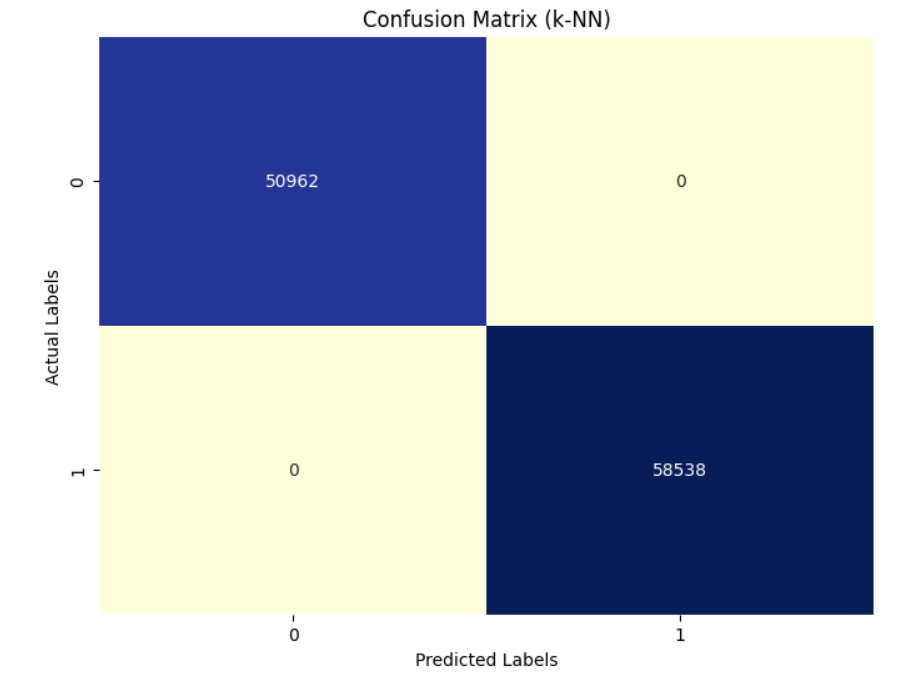 Confusion Matrix (k-NN)
0
50962
0
Actual Labels
1
0
58538
0
1
Predicted Labels